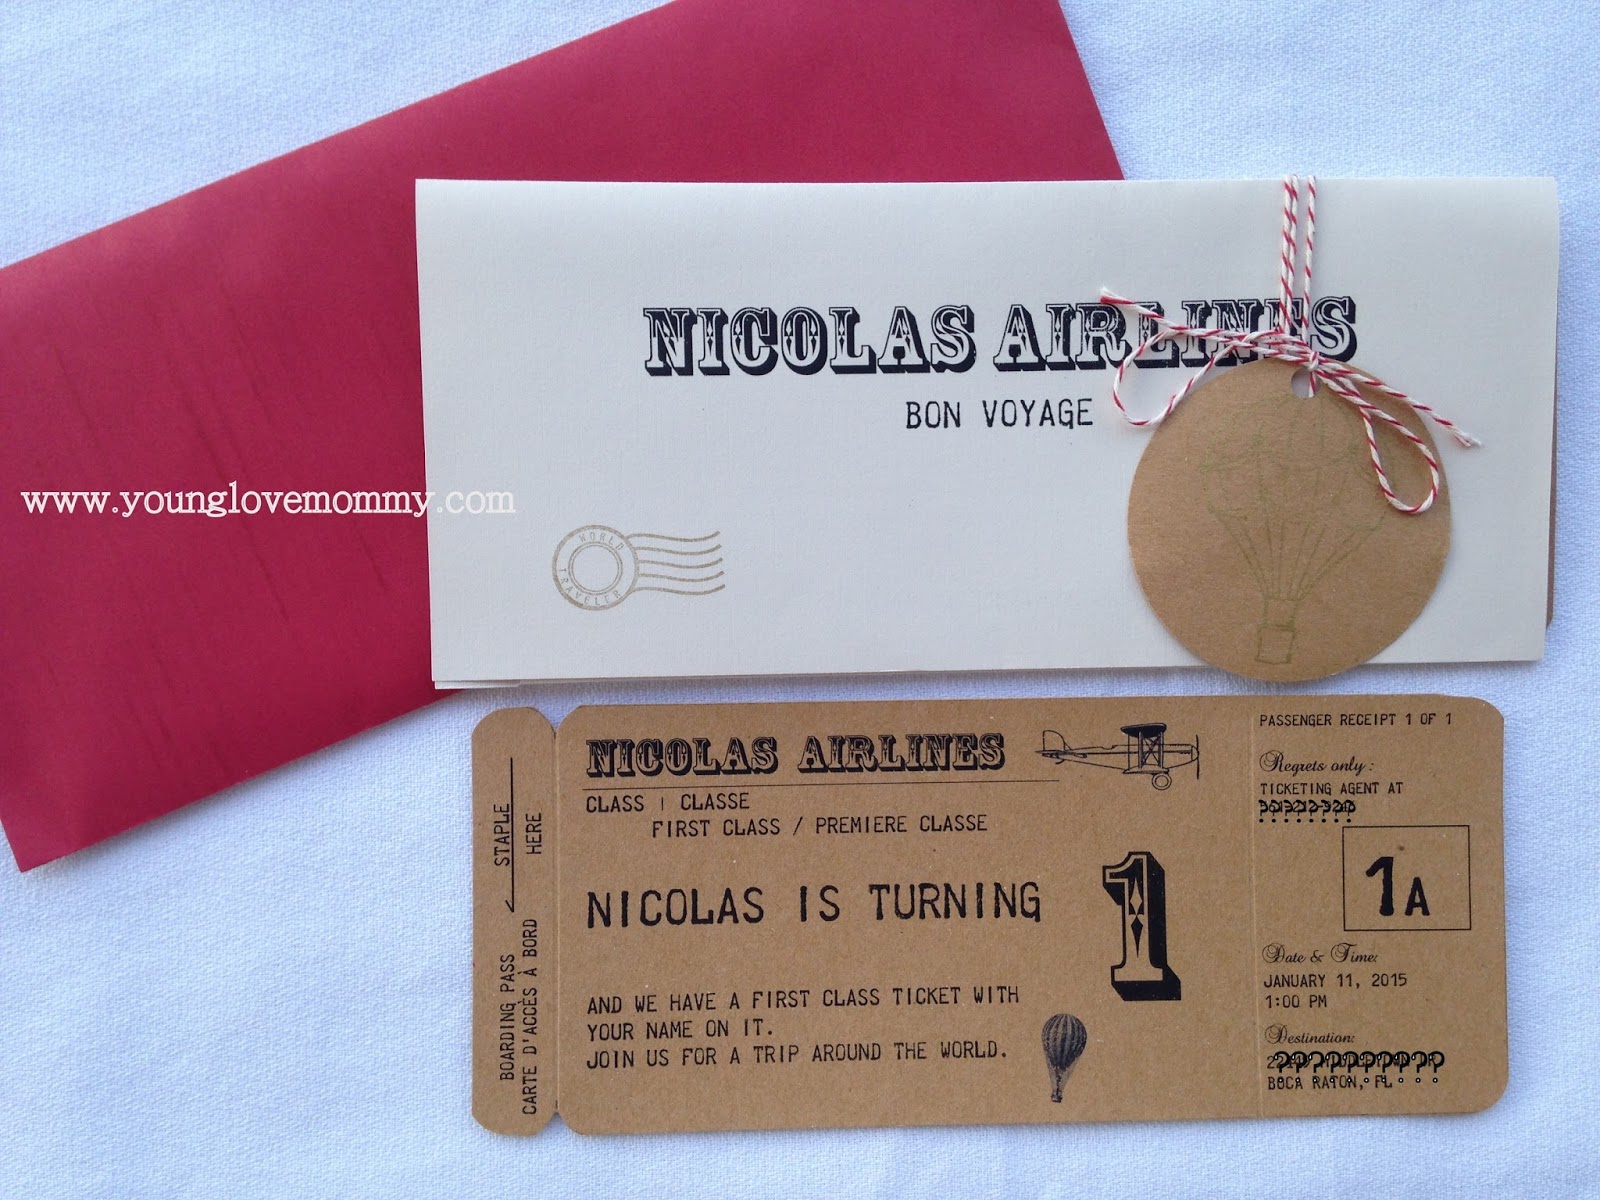 NICOLAS AIRLINES
BON VOYAGE
www.younglovemommy.com
WORLD TRAVELER
NICOLAS AIRLINES
CLASS | CLASSE
FIRST CLASS / PREMIERE CLASSE
NICOLAS IS TURNING 1
AND WE HAVE A FIRST CLASS TICKET WITH
YOUR NAME ON IT.
JOIN US FOR A TRIP AROUND THE WORLD.
STAPLE
HERE
BOARDING PASS
CARTE D'ACCÈS À BORD
PASSENGER RECEIPT 1 OF 1
Regrets only:
TICKETING AGENT AT
1A
Date & Time:
JANUARY 11, 2015
1:00 PM
Destination:
??????????
BOCA RATON, FL